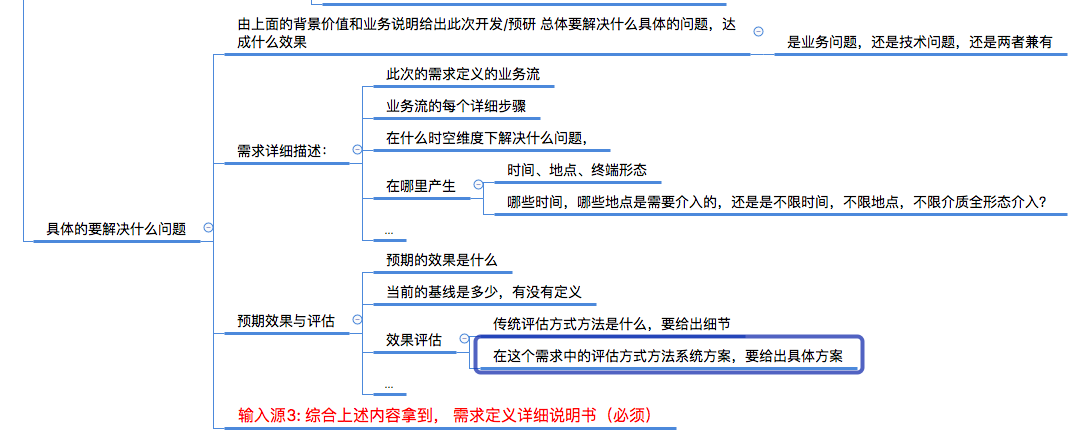 由上面的背景价值和业务说明给出此次开发/预研 总体要解决什么具体的问题，达
成什么效果
是业务问题，还是技术问题，还是两者兼有
此次的需求定义的业务流
业务流的每个详细步骤
在什么时空维度下解决什么问题，
需求详细描述：
时间、地点、终端形态
在哪里产生
哪些时间，哪些地点是需要介入的，还是是不限时间，不限地点，不限介质全形态介入？
...
具体的要解决什么问题
预期的效果是什么
当前的基线是多少，有没有定义
预期效果与评估
传统评估方式方法是什么，要给出细节
效果评估
在这个需求中的评估方式方法系统方案，要给出具体方案
...
输入源3: 综合上述内容拿到， 需求定义详细说明书（必须）